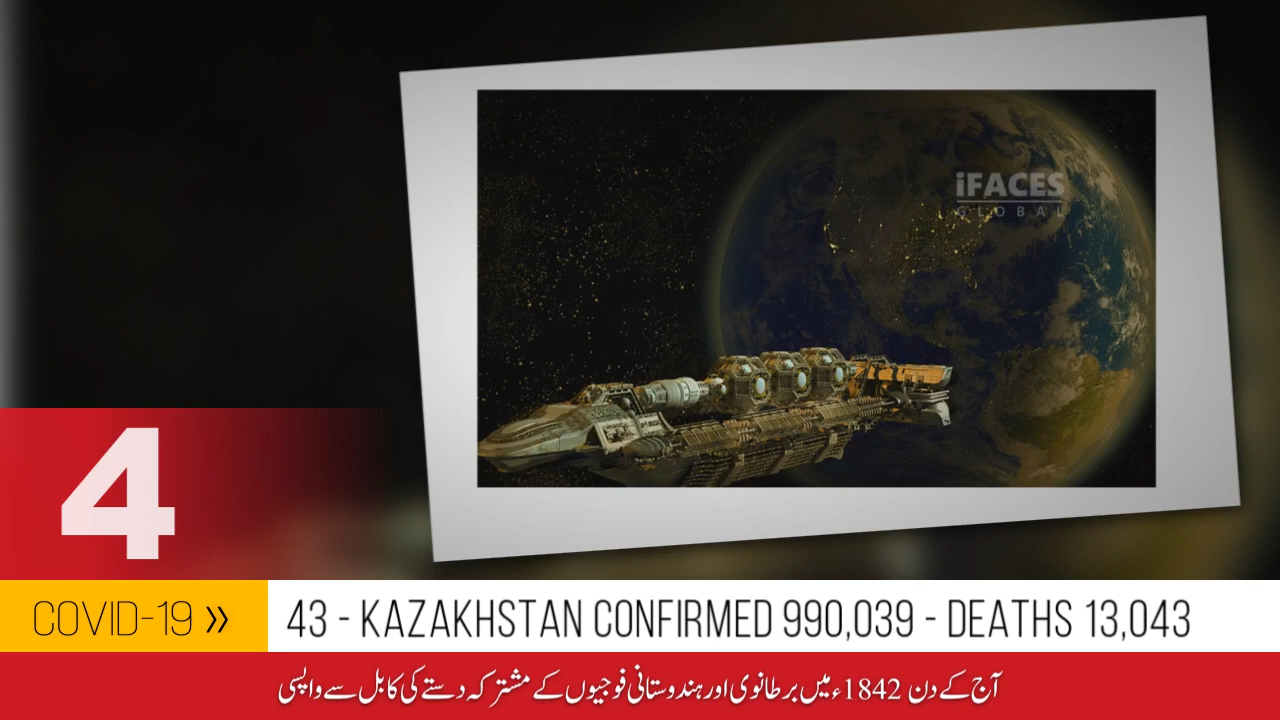 iFACES
GLOBAL
4
COVID-19 »
43 - KAZAKHSTAN CONFIRMED 990,039 - DEATHS 13,043
آج کے دن 1842ء میں برطانوی اور ہندوستانی فوجیوں کے مشترکہ دستے کی کابل سے واپسی